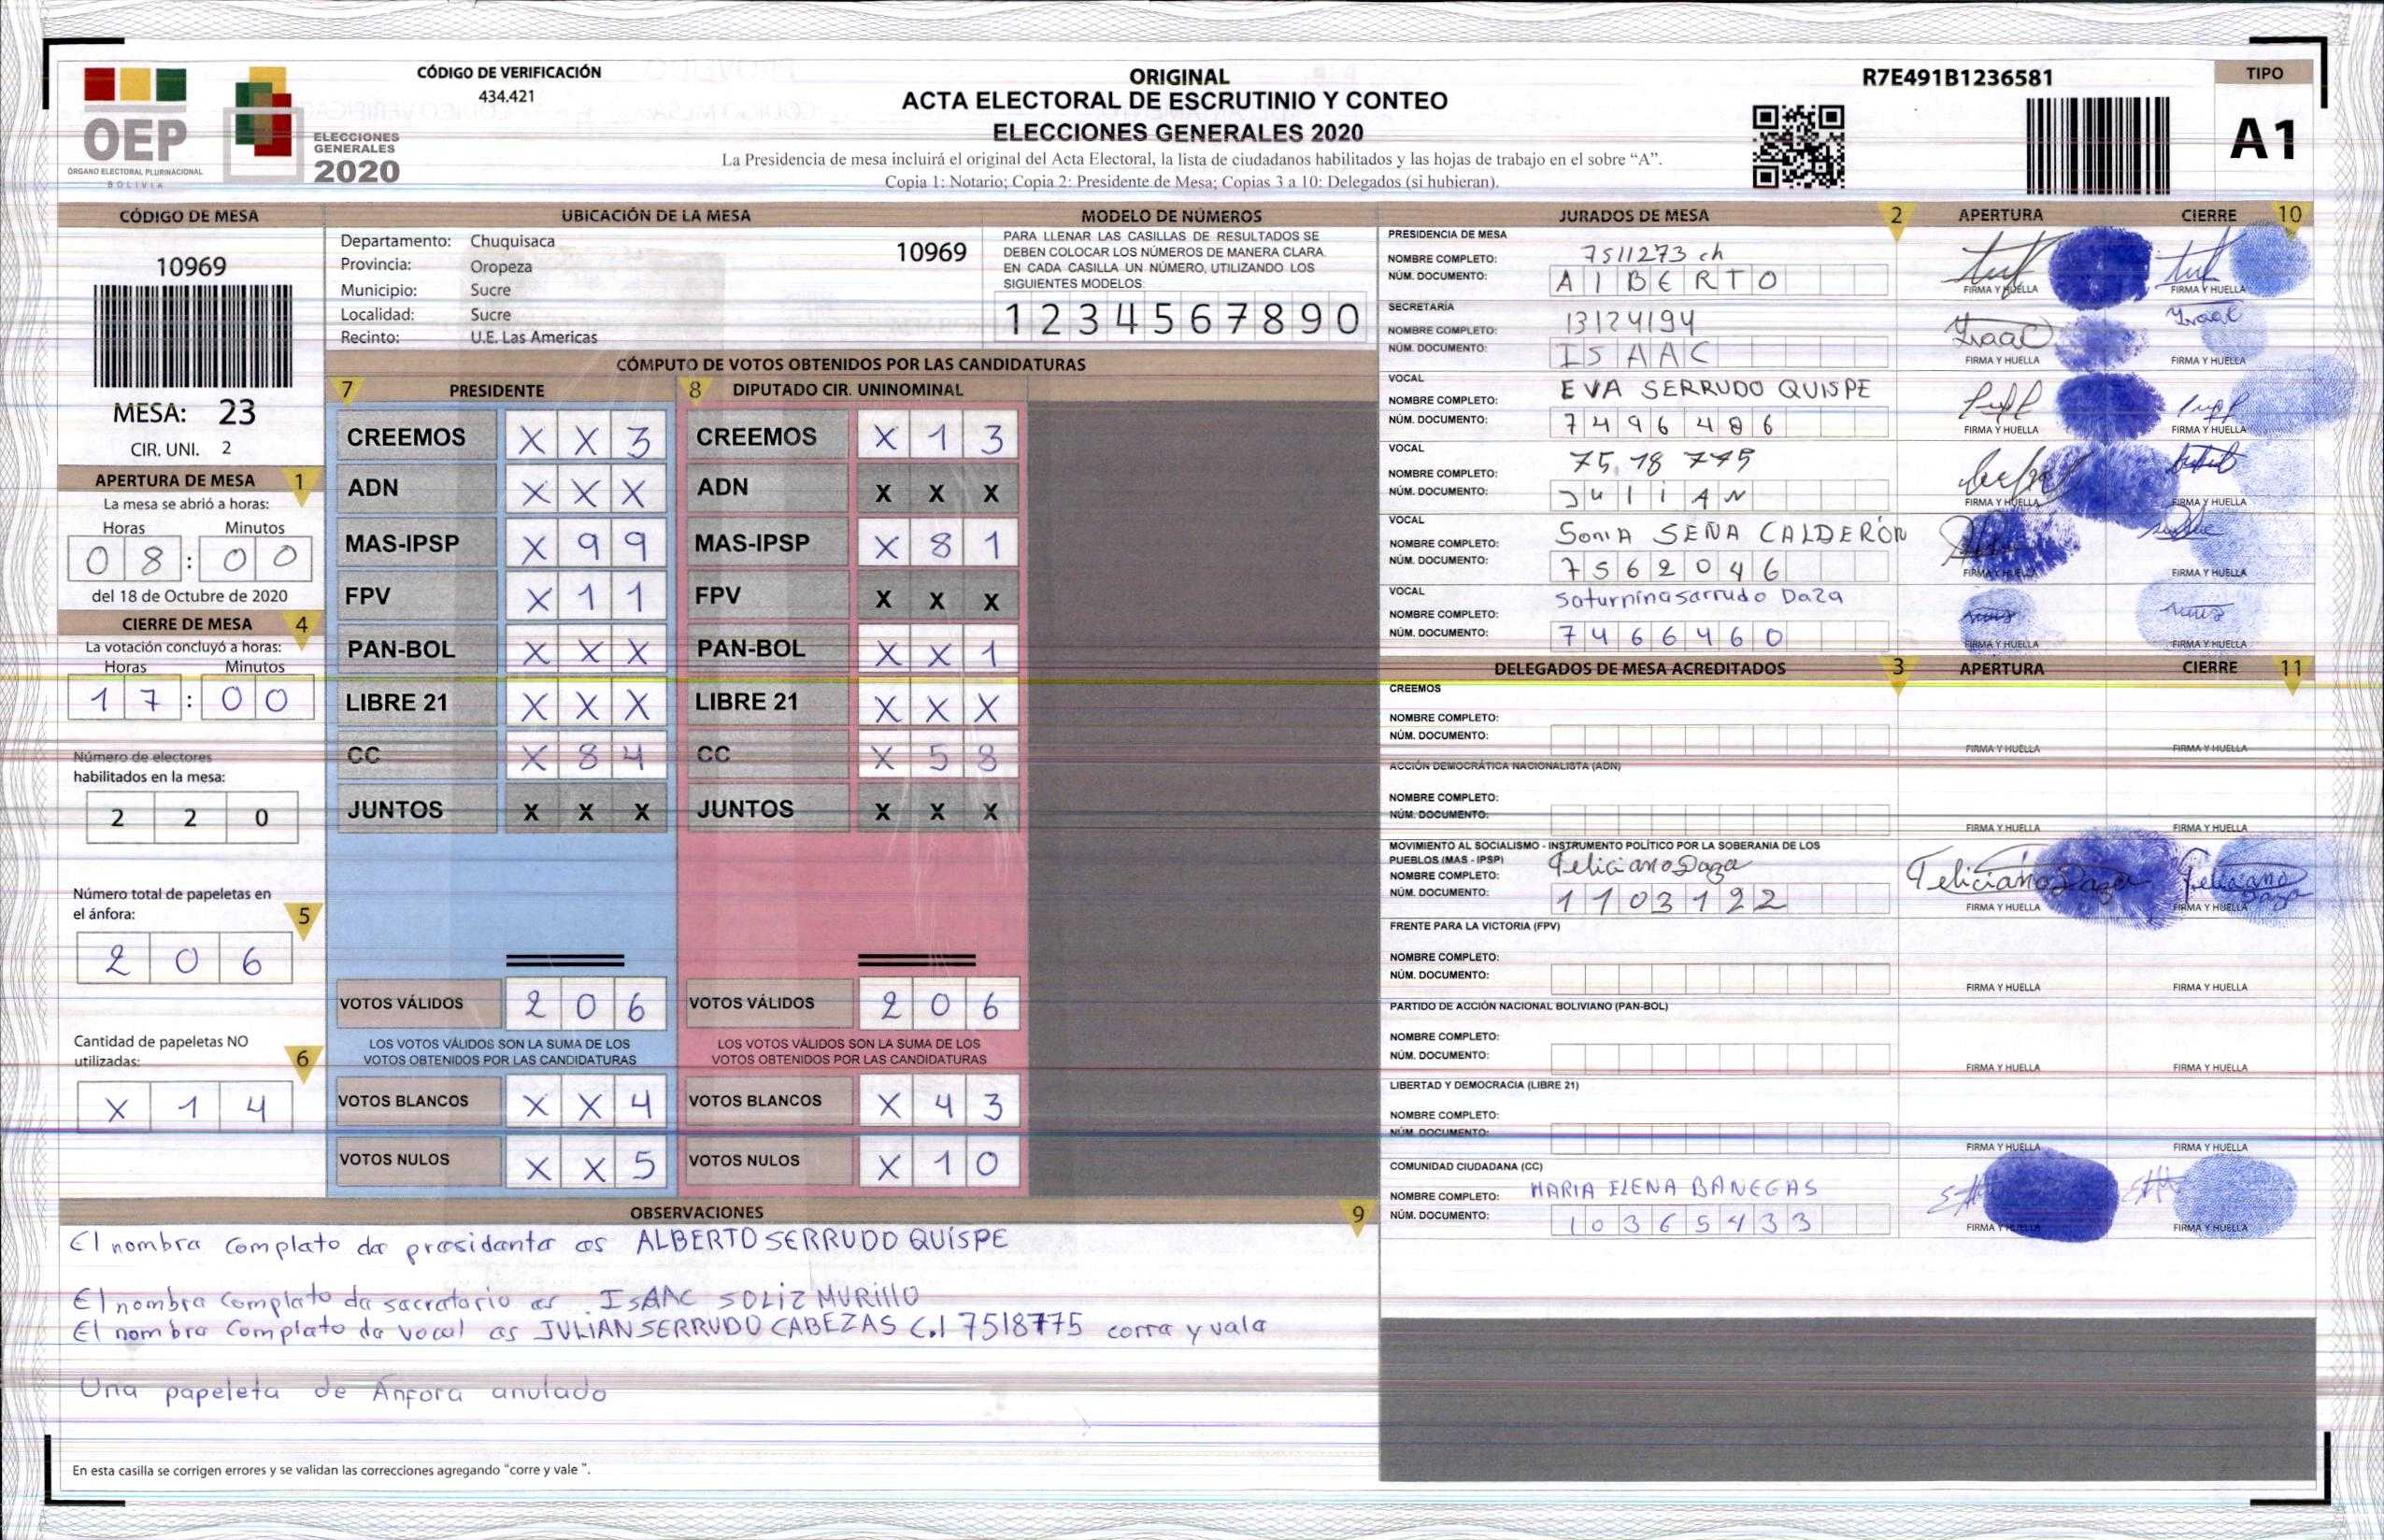 OEP
ÓRGANO ELECTORAL PLURINACIONAL
BOLIVIA
ELECCIONES
GENERALES
2020
CÓDIGO DE VERIFICACIÓN
434.421
ORIGINAL
ACTA ELECTORAL DE ESCRUTINIO Y CONTEO
ELECCIONES GENERALES 2020
La Presidencia de mesa incluirá el original del Acta Electoral, la lista de ciudadanos habilitados y las hojas de trabajo en el sobre “A”.
Copia 1: Notario; Copia 2: Presidente de Mesa; Copias 3 a 10: Delegados (si hubieran).
R7E491B1236581
TIPO
A1
CÓDIGO DE MESA
10969
MESA: 23
CIR. UNI. 2
APERTURA DE MESA 1
La mesa se abrió a horas:
Horas Minutos
0 8 : 0 0
del 18 de Octubre de 2020
CIERRE DE MESA 4
La votación concluyó a horas:
Horas Minutos
1 7 : 0 0
Número de electores
habilitados en la mesa:
2 2 0
Número total de papeletas en
el ánfora: 5
2 0 6
Cantidad de papeletas NO
utilizadas: 6
X 1 4
UBICACIÓN DE LA MESA
Departamento: Chuquisaca 10969
Provincia: Oropeza
Municipio: Sucre
Localidad: Sucre
Recinto: U.E. Las Americas
MODELO DE NÚMEROS
PARA LLENAR LAS CASILLAS DE RESULTADOS SE
DEBEN COLOCAR LOS NÚMEROS DE MANERA CLARA.
EN CADA CASILLA UN NÚMERO, UTILIZANDO LOS
SIGUIENTES MODELOS:
1 2 3 4 5 6 7 8 9 0
CÓMPUTO DE VOTOS OBTENIDOS POR LAS CANDIDATURAS
7 PRESIDENTE 8 DIPUTADO CIR. UNINOMINAL
CREEMOS X X 3 CREEMOS X 1 3
ADN X X X ADN X X X
MAS-IPSP X 9 9 MAS-IPSP X 8 1
FPV X 1 1 FPV X X X
PAN-BOL X X X PAN-BOL X X 1
LIBRE 21 X X X LIBRE 21 X X X
CC X 8 4 CC X 5 8
JUNTOS X X X JUNTOS X X X
VOTOS VÁLIDOS 2 0 6 VOTOS VÁLIDOS 2 0 6
LOS VOTOS VÁLIDOS SON LA SUMA DE LOS LOS VOTOS VÁLIDOS SON LA SUMA DE LOS
VOTOS OBTENIDOS POR LAS CANDIDATURAS VOTOS OBTENIDOS POR LAS CANDIDATURAS
VOTOS BLANCOS X X 4 VOTOS BLANCOS X 4 3
VOTOS NULOS X X 5 VOTOS NULOS X 1 0
JURADOS DE MESA 2 APERTURA CIERRE 10
PRESIDENCIA DE MESA
NOMBRE COMPLETO: 7511273 ch
NÚM. DOCUMENTO: A l B E R T O
FIRMA Y HUELLA FIRMA Y HUELLA
SECRETARÍA
NOMBRE COMPLETO: 13124194
NÚM. DOCUMENTO: I S A A C
Isaac Isaac
FIRMA Y HUELLA FIRMA Y HUELLA
VOCAL
NOMBRE COMPLETO: EVA SERRUDO QUISPE
NÚM. DOCUMENTO: 7 4 9 6 4 8 6
FIRMA Y HUELLA FIRMA Y HUELLA
VOCAL
NOMBRE COMPLETO: 75.18 775
NÚM. DOCUMENTO: J u l i A N
FIRMA Y HUELLA FIRMA Y HUELLA
VOCAL
NOMBRE COMPLETO: SoniA SEÑA CALDERÓN
NÚM. DOCUMENTO: 7 5 6 2 0 4 6
FIRMA Y HUELLA FIRMA Y HUELLA
VOCAL
NOMBRE COMPLETO: saturnina sarrudo Daza
NÚM. DOCUMENTO: 7 4 6 6 4 6 0
FIRMA Y HUELLA FIRMA Y HUELLA
DELEGADOS DE MESA ACREDITADOS 3 APERTURA CIERRE 11
CREEMOS
NOMBRE COMPLETO:
NÚM. DOCUMENTO:
FIRMA Y HUELLA FIRMA Y HUELLA
ACCIÓN DEMOCRÁTICA NACIONALISTA (ADN)
NOMBRE COMPLETO:
NÚM. DOCUMENTO:
FIRMA Y HUELLA FIRMA Y HUELLA
MOVIMIENTO AL SOCIALISMO - INSTRUMENTO POLÍTICO POR LA SOBERANIA DE LOS
PUEBLOS (MAS - IPSP)
NOMBRE COMPLETO: Feliciano Daza
NÚM. DOCUMENTO: 1 1 0 3 1 2 2
Feliciano Daza Feliciano Daza
FIRMA Y HUELLA FIRMA Y HUELLA
FRENTE PARA LA VICTORIA (FPV)
NOMBRE COMPLETO:
NÚM. DOCUMENTO:
FIRMA Y HUELLA FIRMA Y HUELLA
PARTIDO DE ACCIÓN NACIONAL BOLIVIANO (PAN-BOL)
NOMBRE COMPLETO:
NÚM. DOCUMENTO:
FIRMA Y HUELLA FIRMA Y HUELLA
LIBERTAD Y DEMOCRACIA (LIBRE 21)
NOMBRE COMPLETO:
NÚM. DOCUMENTO:
FIRMA Y HUELLA FIRMA Y HUELLA
COMUNIDAD CIUDADANA (CC)
NOMBRE COMPLETO: MARIA ELENA BANEGAS
NÚM. DOCUMENTO: 1 0 3 6 5 4 3 3
FIRMA Y HUELLA FIRMA Y HUELLA
OBSERVACIONES 9
El nombra complato da prasidanta as ALBERTO SERRUDO QUISPE
El nombra complato da sacratario as . ISAAC SOLIZ MURIllO
El nombra complato da vocal as JULIAN SERRUDO CABEZAS C.I 7518775 corra y vala
Una papeleta de Ánfora anulado
En esta casilla se corrigen errores y se validan las correcciones agregando “corre y vale ”.